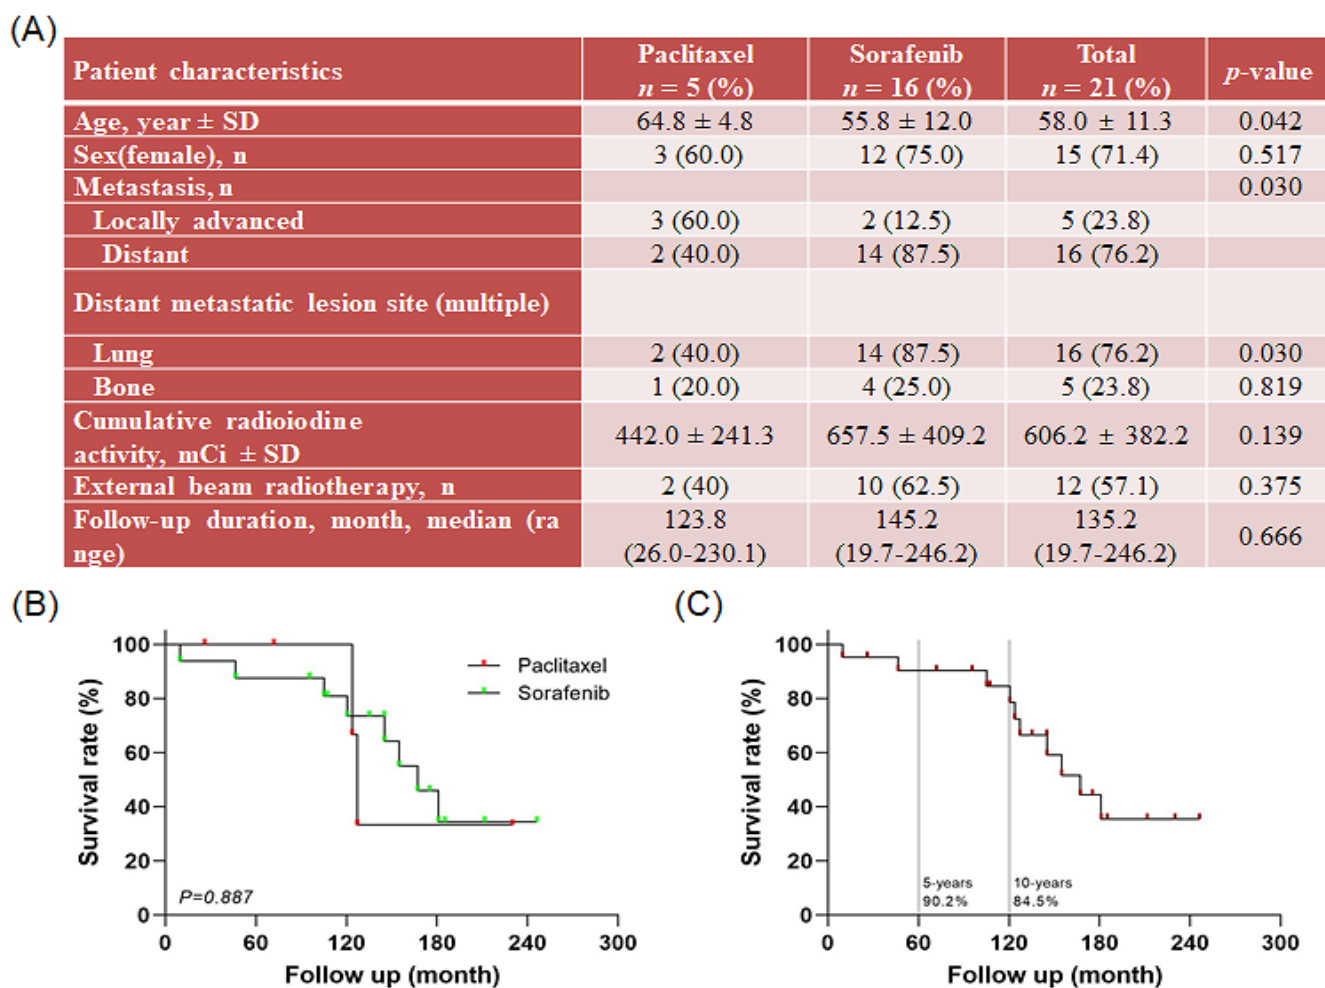 (A)
Patient characteristics Paclitaxel n = 5 (%) Sorafenib n = 16 (%) Total n = 21 (%) p-value
Age, year ± SD 64.8 ± 4.8 55.8 ± 12.0 58.0 ± 11.3 0.042
Sex(female), n 3 (60.0) 12 (75.0) 15 (71.4) 0.517
Metastasis, n 0.030
Locally advanced 3 (60.0) 2 (12.5) 5 (23.8)
Distant 2 (40.0) 14 (87.5) 16 (76.2)
Distant metastatic lesion site (multiple)
Lung 2 (40.0) 14 (87.5) 16 (76.2) 0.030
Bone 1 (20.0) 4 (25.0) 5 (23.8) 0.819
Cumulative radioiodine
activity, mCi ± SD 442.0 ± 241.3 657.5 ± 409.2 606.2 ± 382.2 0.139
External beam radiotherapy, n 2 (40) 10 (62.5) 12 (57.1) 0.375
Follow-up duration, month, median (ra 123.8 145.2 135.2 0.666
nge) (26.0-230.1) (19.7-246.2) (19.7-246.2)
(B)
Survival rate (%)
100
80
60
40
20
0
Paclitaxel
Sorafenib
P=0.887
0 60 120 180 240 300
Follow up (month)
(C)
Survival rate (%)
100
80
60
40
20
0
5-years
90.2%
10-years
84.5%
0 60 120 180 240 300
Follow up (month)